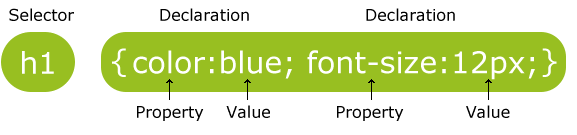 Selector Declaration Declaration
h1 {color:blue; font-size:12px;}
Property Value Property Value